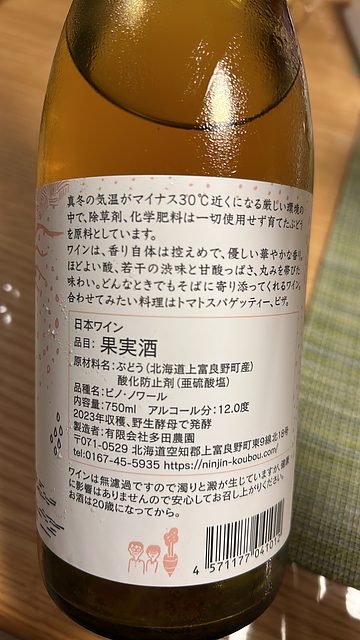 真冬の気温がマイナス30℃近くになる厳しい環境の
中で、除草剤、化学肥料は一切使用せず育てたぶどう
を原料としています。
ワインは、香り自体は控えめで、優しい華やかな香り。
ほどよい酸、若干の渋味と甘酸っぱさ、丸みを帯びた
味わい。どんなときでもそばに寄り添ってくれるワイン。
合わせてみたい料理はトマトスパゲッティー、ピザ。
日本ワイン
品目：果実酒
原材料名：ぶどう（北海道上富良野町産）
酸化防止剤（亜硫酸塩）
品種名：ピノ・ノワール
内容量：750ml アルコール分：12.0度
2023年収穫、野生酵母で発酵
製造者：有限会社多田農園
〒071-0529 北海道空知郡上富良野町東9線北18号
tel:0167-45-5935 https://ninjin-koubou.com/
ワインは無濾過ですので濁りと澱が生じていますが、健康
に影響はありませんので安心してお召し上がりください。
お酒は20歳になってから。
4 571177 04101